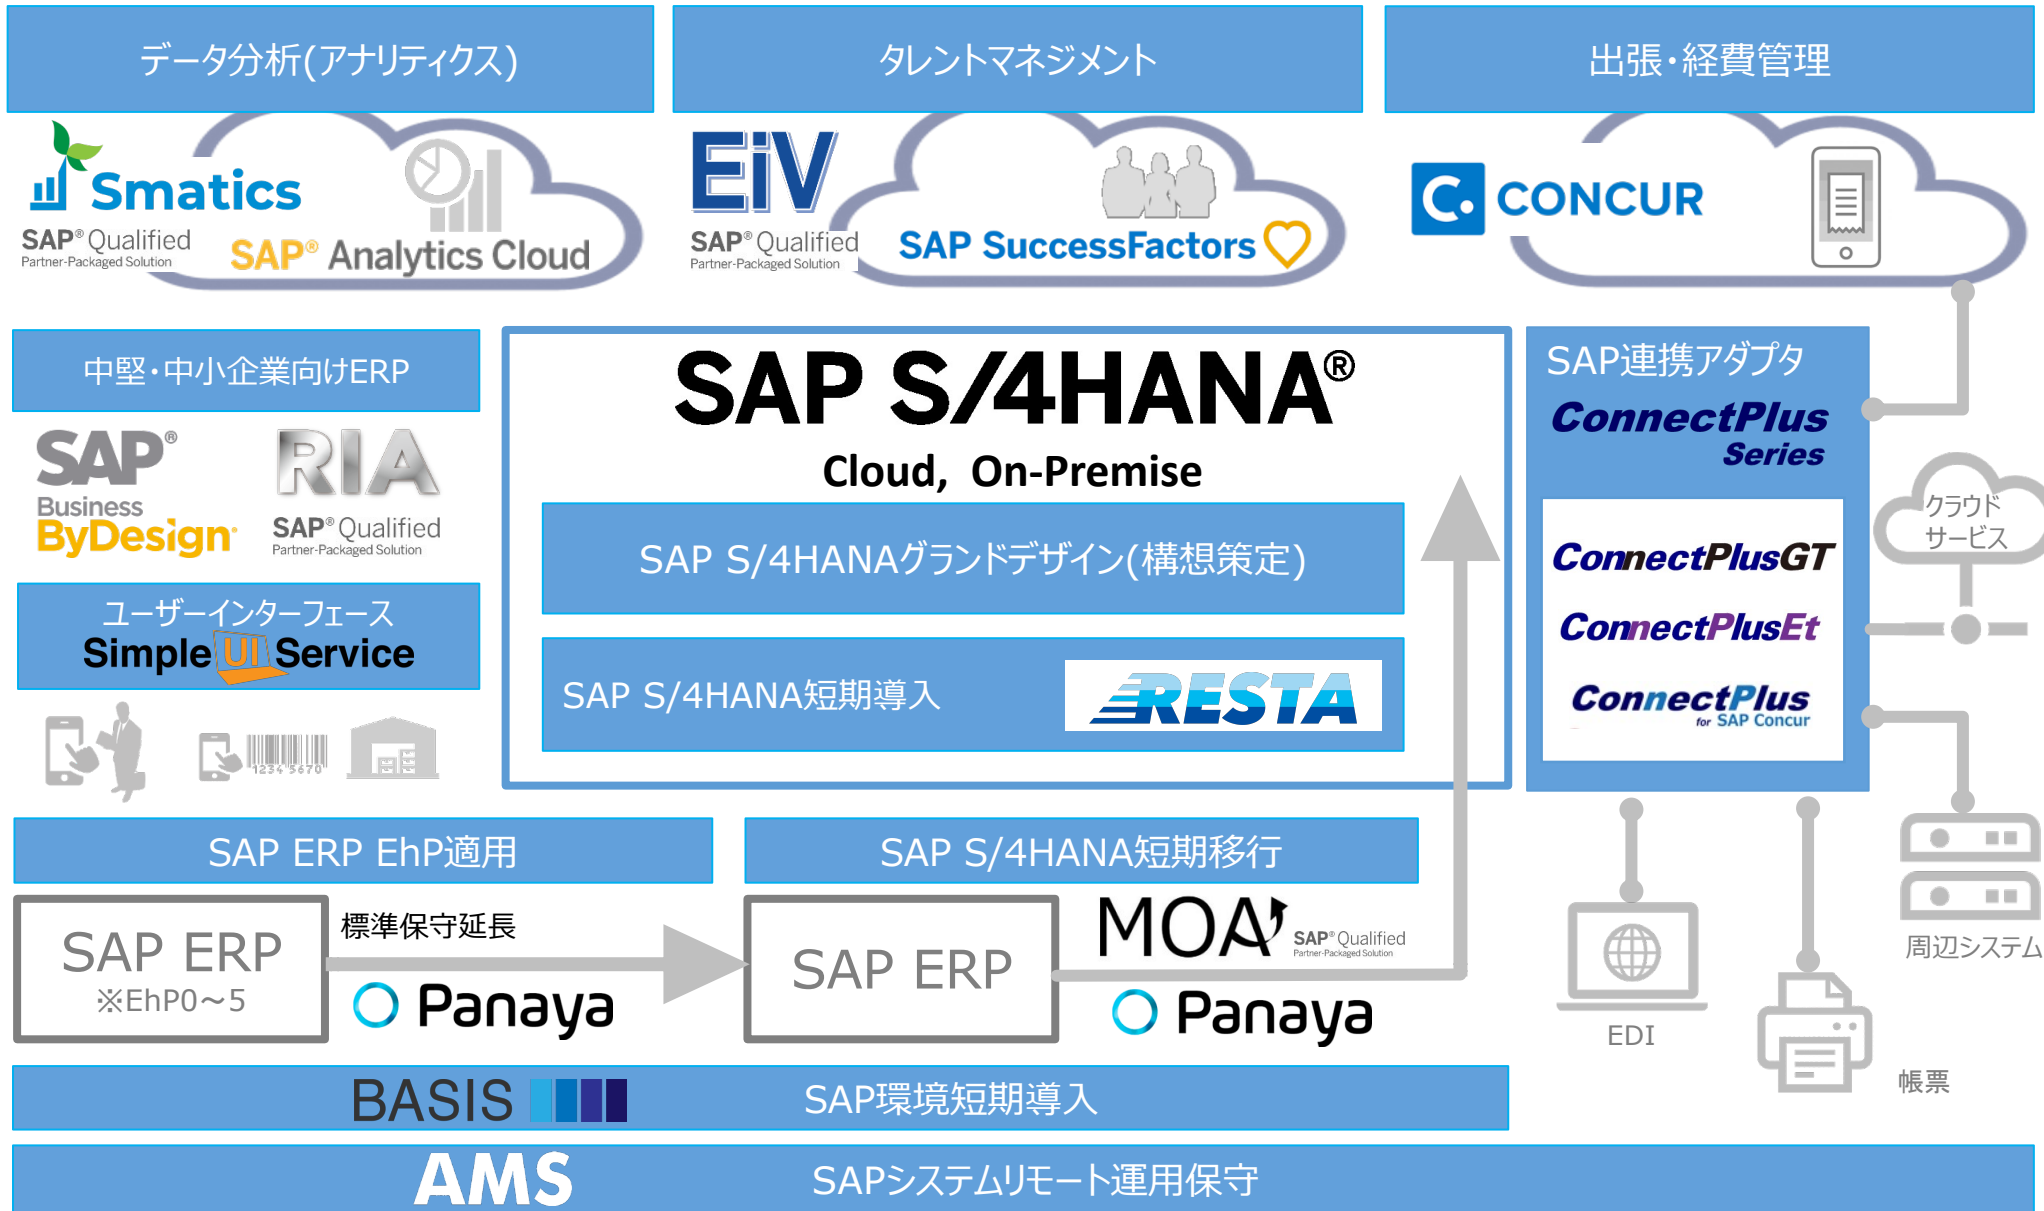 データ分析(アナリティクス)
タレントマネジメント
出張・経費管理
Smatics
SAP® Qualified
Partner-Packaged Solution
SAP® Analytics Cloud
EiV
SAP® Qualified
Partner-Packaged Solution
SAP SuccessFactors
C. CONCUR
中堅・中小企業向けERP
SAP®
Business
ByDesign
RIA
SAP® Qualified
Partner-Packaged Solution
ユーザーインターフェース
Simple UI Service
1234 5670
SAP S/4HANA®
Cloud, On-Premise
SAP S/4HANAグランドデザイン(構想策定)
SAP S/4HANA短期導入
RESTA
SAP連携アダプタ
ConnectPlus
Series
ConnectPlusGT
ConnectPlusEt
ConnectPlus
for SAP Concur
クラウド
サービス
周辺システム
EDI
帳票
SAP ERP EhP適用
SAP ERP
※EhP0～5
標準保守延長
Panaya
SAP S/4HANA短期移行
SAP ERP
MOA
SAP® Qualified
Partner-Packaged Solution
Panaya
BASIS
SAP環境短期導入
AMS
SAPシステムリモート運用保守